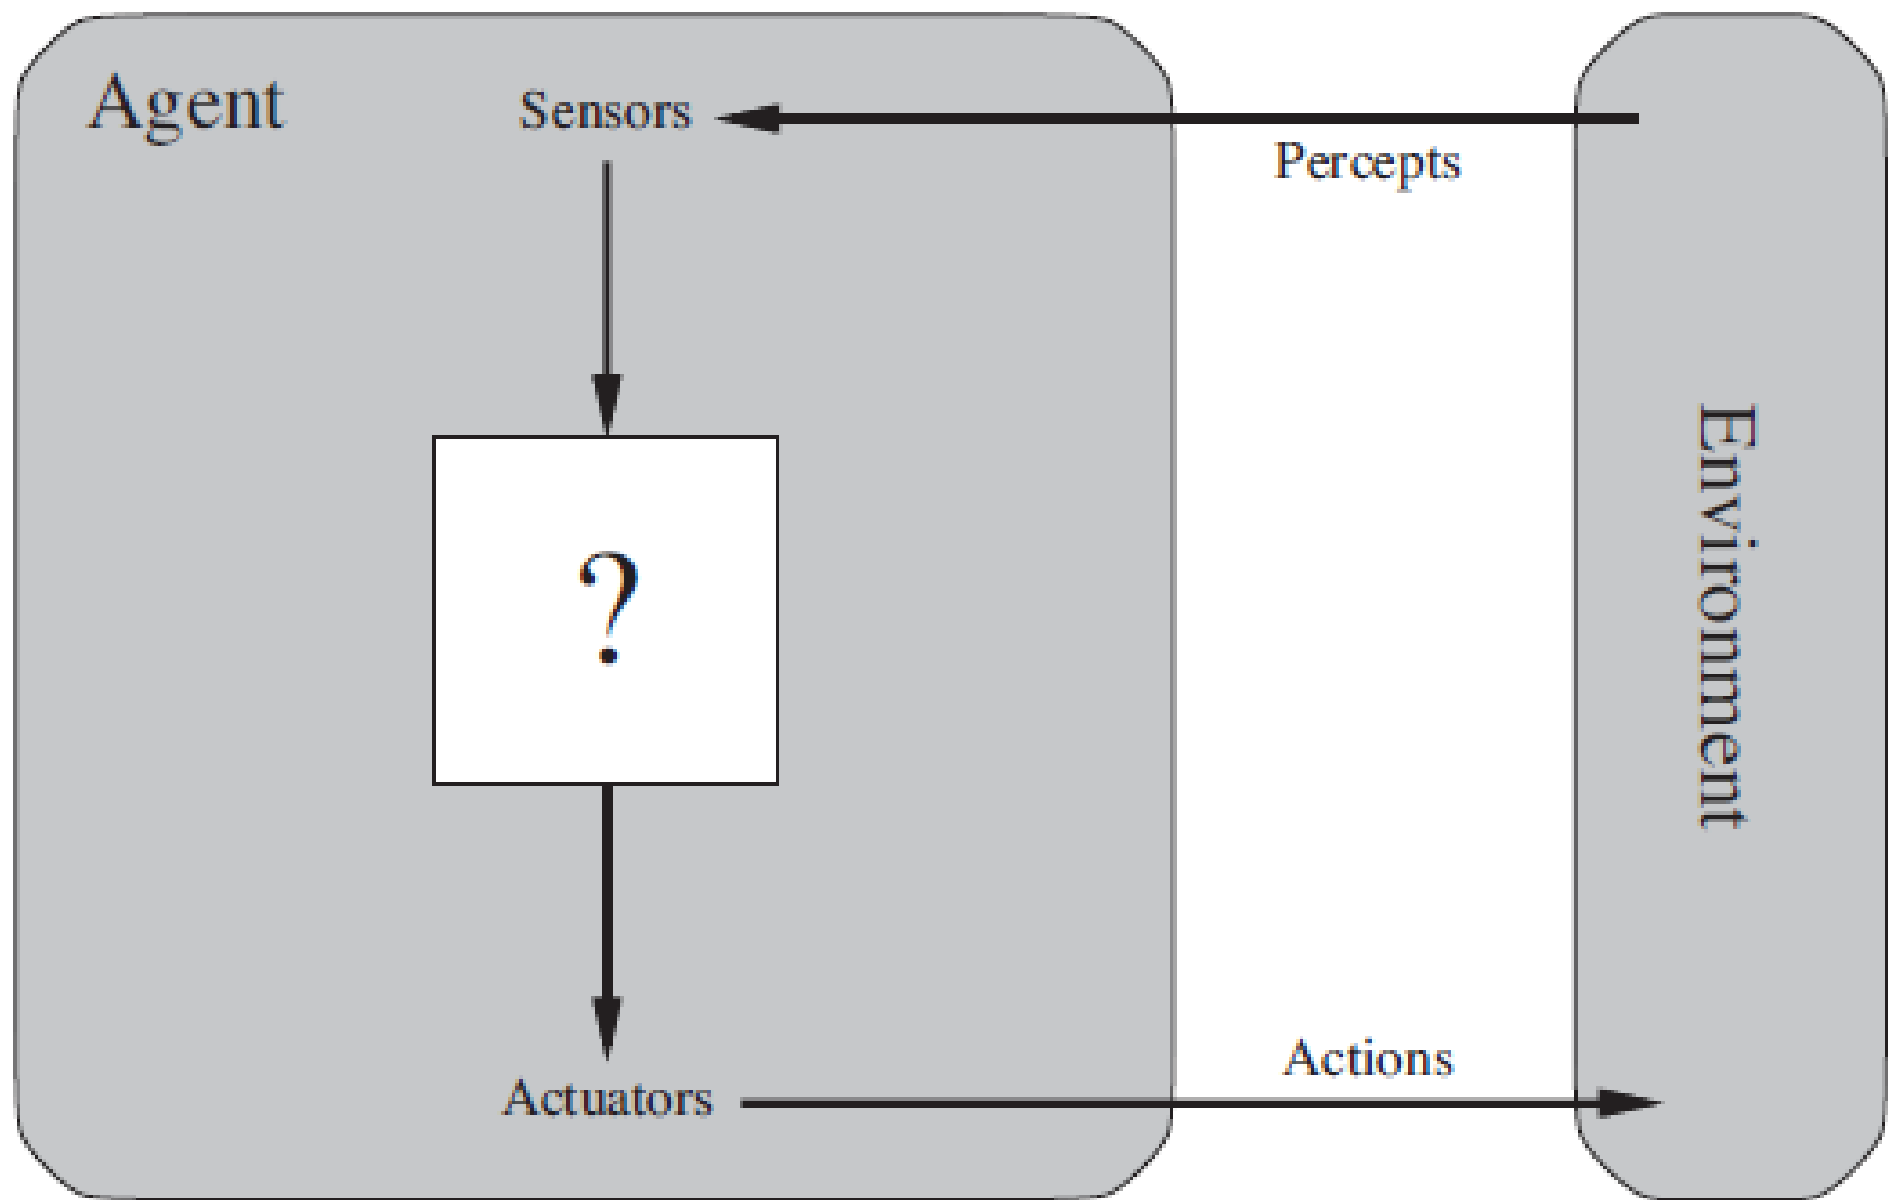 Agent
Sensors
Percepts
?
Environment
Actions
Actuators